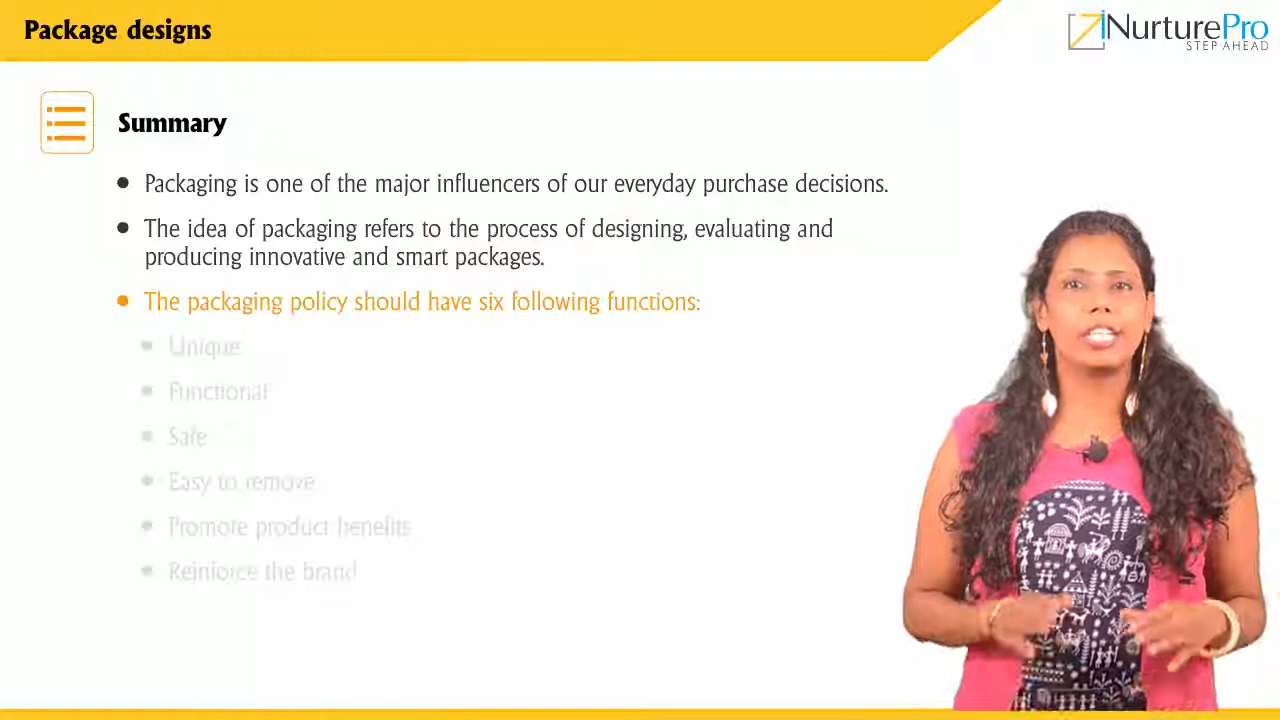 Package designs
iNurturePro
STEP AHEAD
Summary
• Packaging is one of the major influencers of our everyday purchase decisions.
• The idea of packaging refers to the process of designing, evaluating and
producing innovative and smart packages.
• The packaging policy should have six following functions:
Unique
Functional
Safe
Easy to remove
Promote product benefits
Reinforce the brand